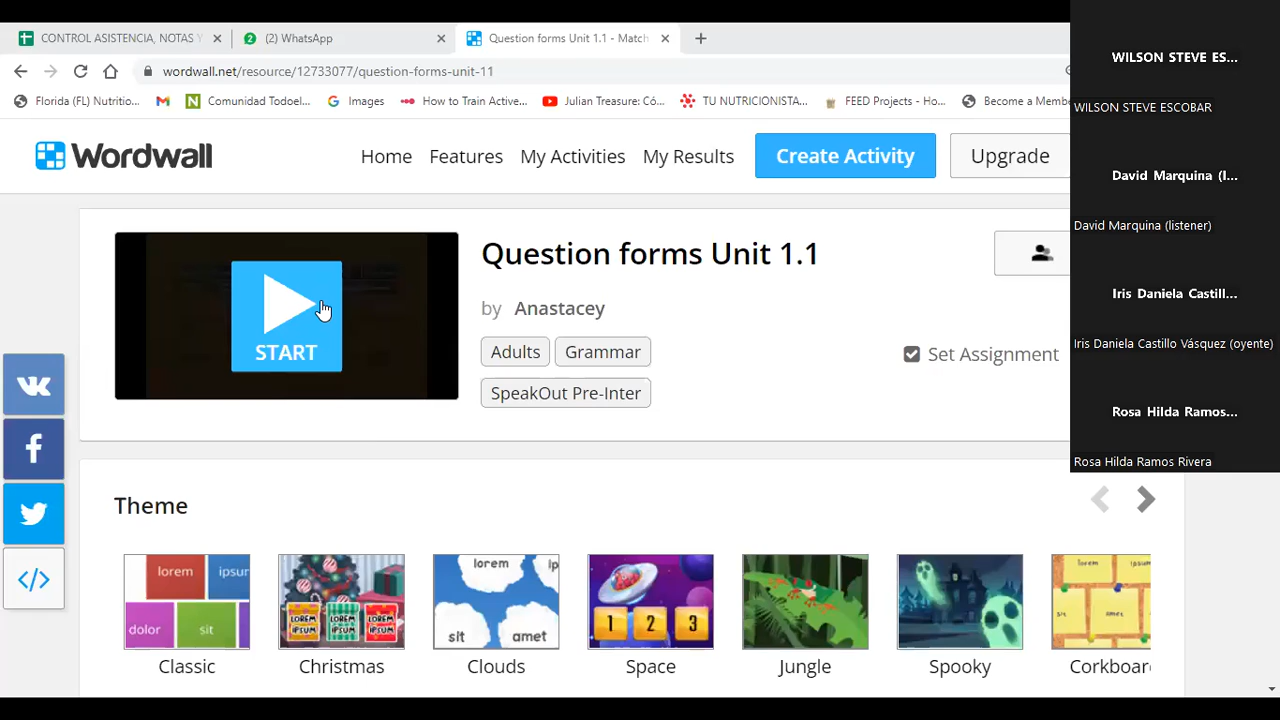 CONTROL ASISTENCIA, NOTAS Y
(2) WhatsApp
Question forms Unit 1.1 - Match
wordwall.net/resource/12733077/question-forms-unit-11
Florida (FL) Nutritio...
Comunidad Todoel...
Images
How to Train Active...
Julian Treasure: Có...
TU NUTRICIONISTA...
FEED Projects - Ho...
Become a Membe
Wordwall
Home
Features
My Activities
My Results
Create Activity
Upgrade
START
Question forms Unit 1.1
by Anastacey
Adults
Grammar
SpeakOut Pre-Inter
Set Assignment
Theme
lorem
ipsur
dolor
sit
LOREM IPSUM
LOREM IPSUM
LOREM IPSUM
lorem
ip
sit
amet
1 2 3
lorem
ipsum
sit
amet
Classic
Christmas
Clouds
Space
Jungle
Spooky
Corkboar
WILSON STEVE ES...
WILSON STEVE ESCOBAR
David Marquina (l...
David Marquina (listener)
Iris Daniela Castill...
Iris Daniela Castillo Vásquez (oyente)
Rosa Hilda Ramos...
Rosa Hilda Ramos Rivera